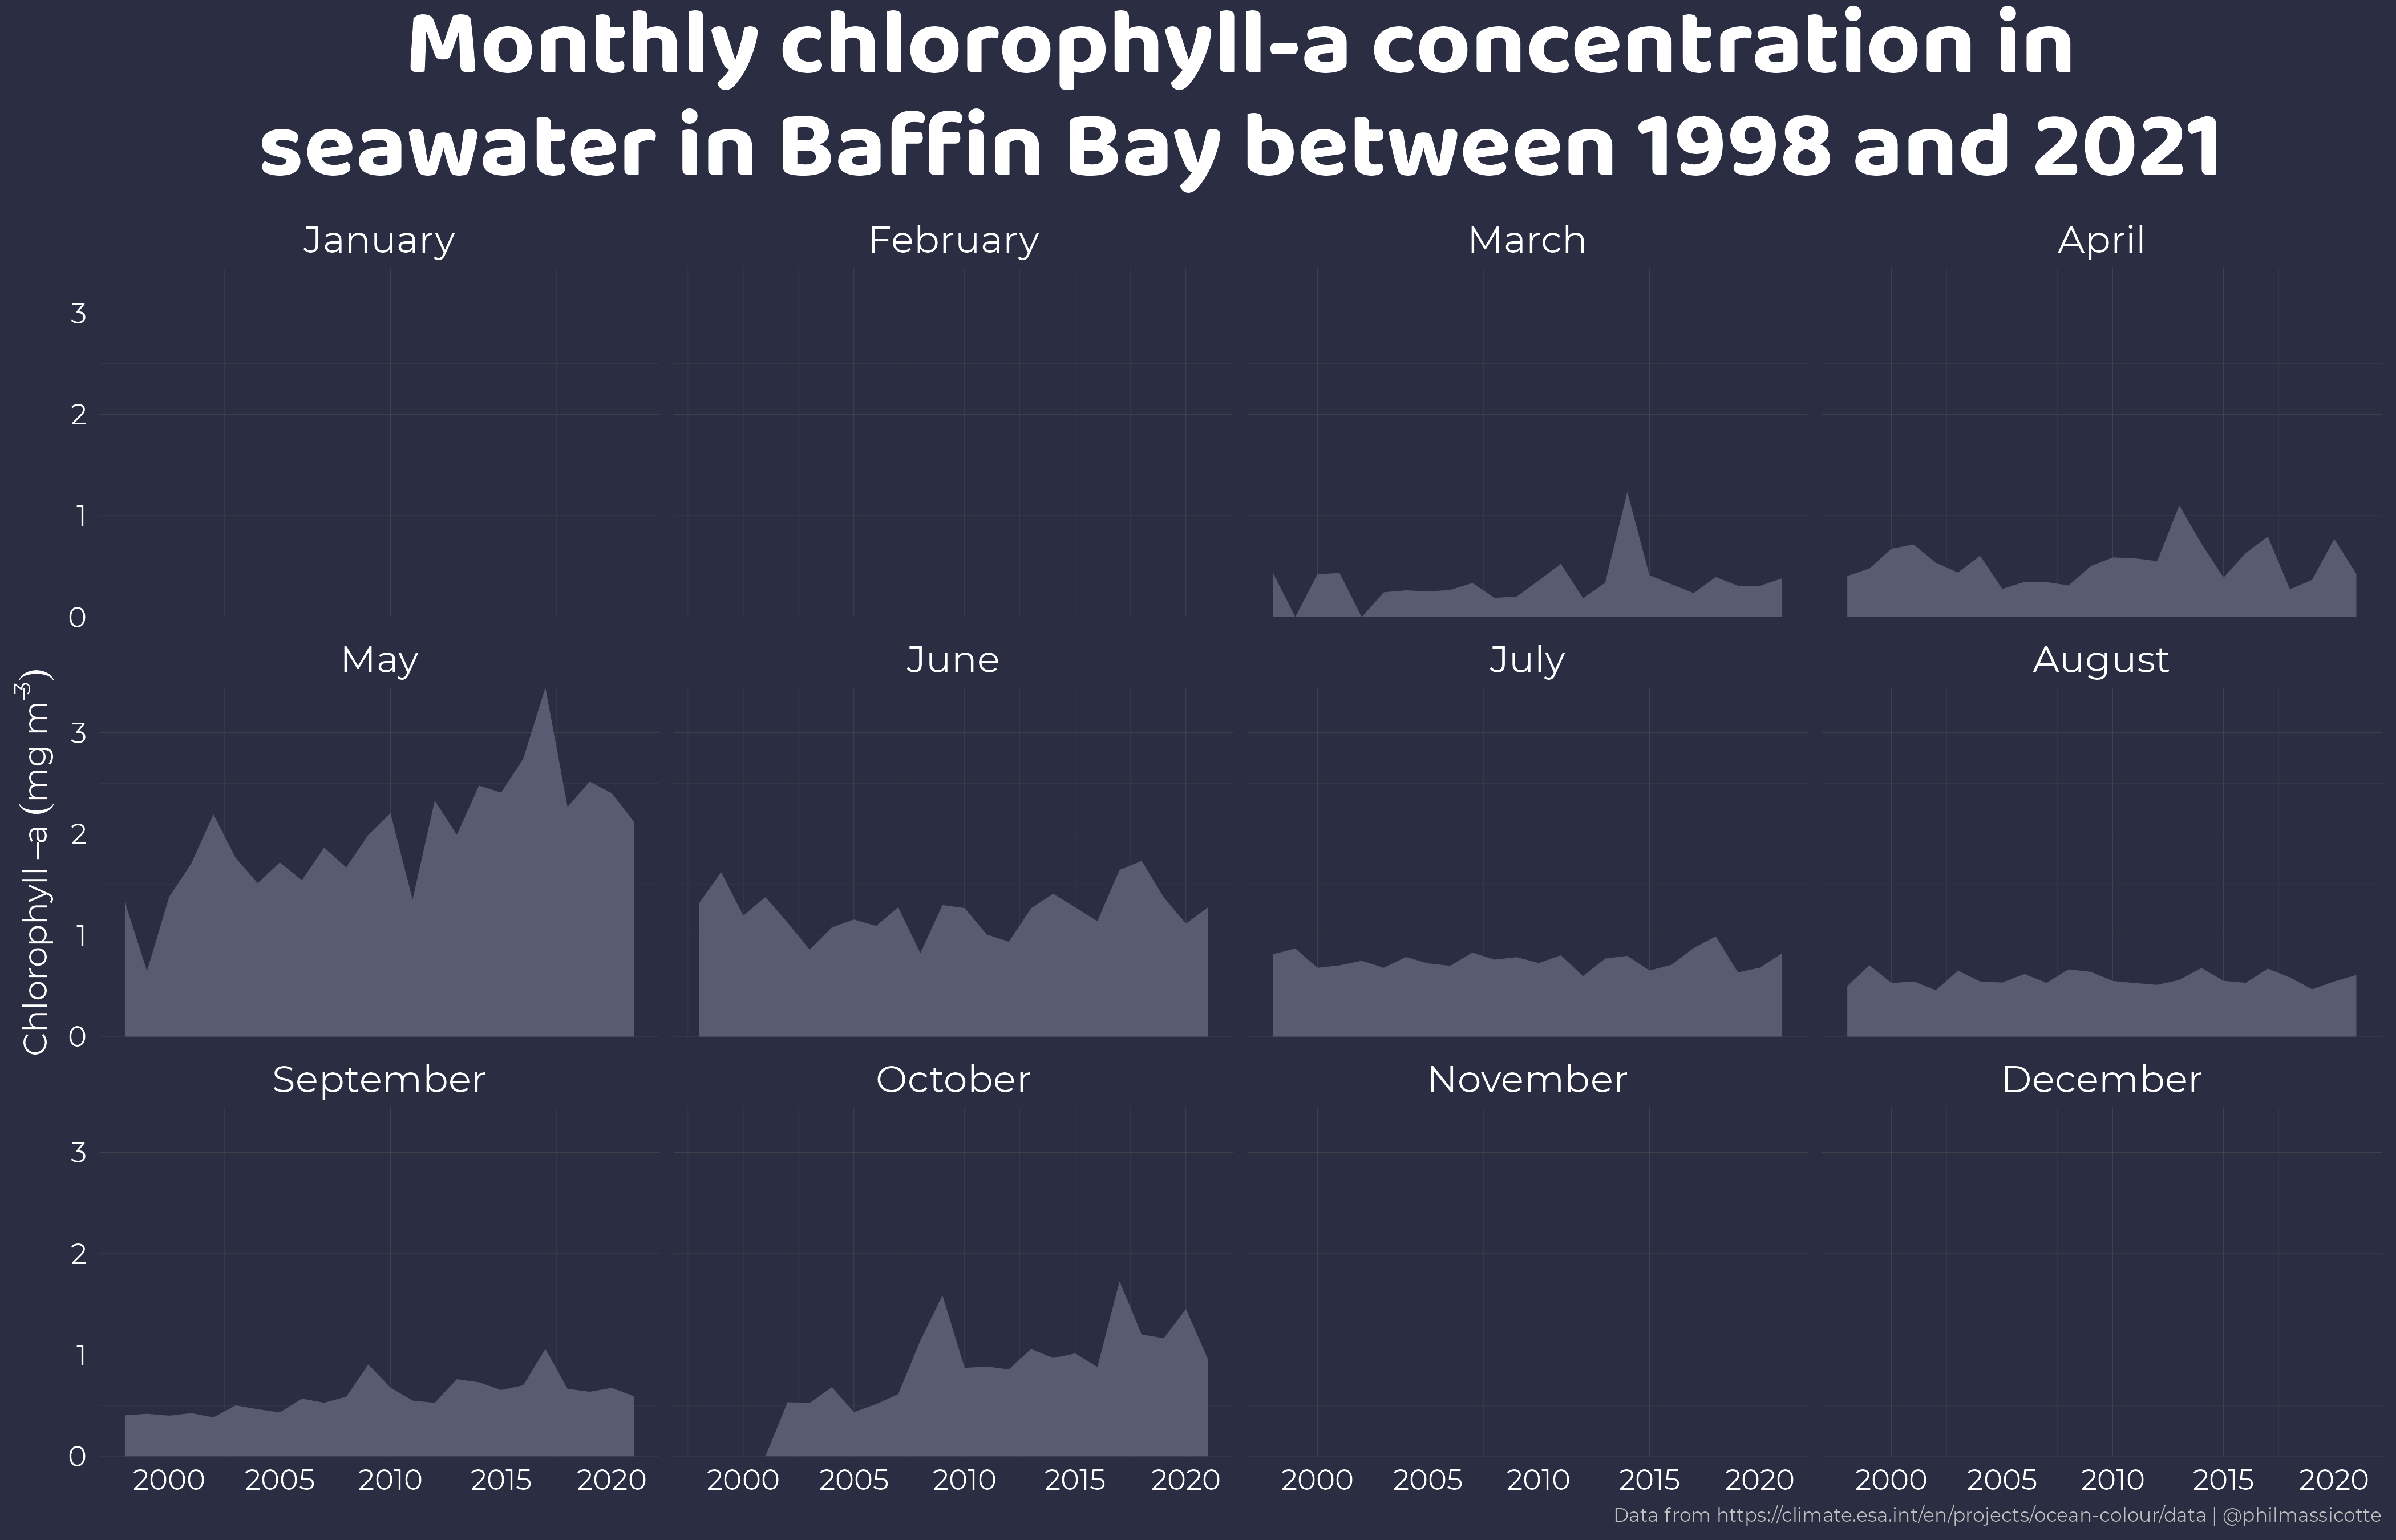 Monthly chlorophyll-a concentration in
seawater in Baffin Bay between 1998 and 2021
January
February
March
April
3
2
1
0
May
June
July
August
Chlorophyll –a (mg m⁻³)
3
2
1
0
September
October
November
December
3
2
1
0
2000 2005 2010 2015 2020
2000 2005 2010 2015 2020
2000 2005 2010 2015 2020
2000 2005 2010 2015 2020
Data from https://climate.esa.int/en/projects/ocean-colour/data | @philmassicotte